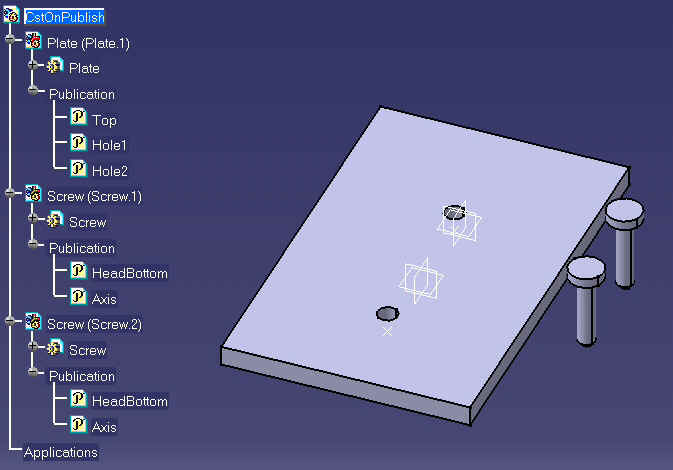 CstOnPublish
Plate (Plate.1)
Plate
Publication
Top
Hole1
Hole2
Screw (Screw.1)
Screw
Publication
HeadBottom
Axis
Screw (Screw.2)
Screw
Publication
HeadBottom
Axis
Applications